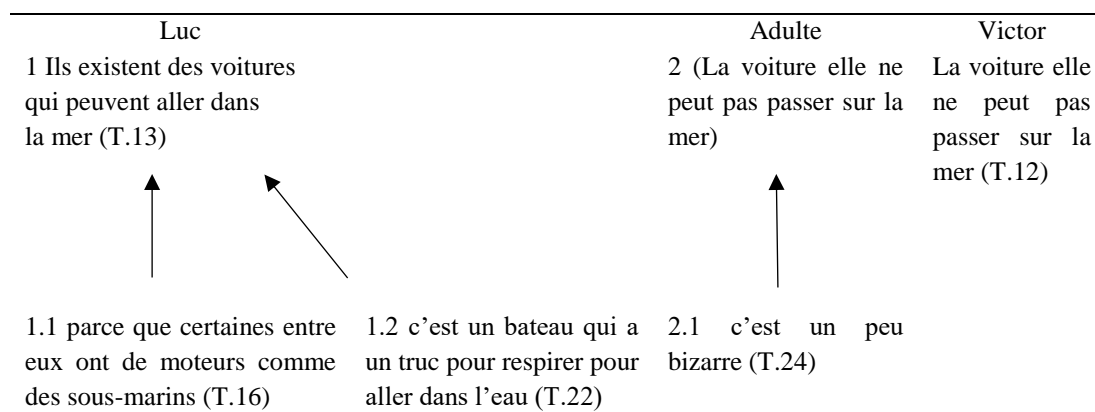 Luc
Adulte
Victor
1 Ils existent des voitures
qui peuvent aller dans
la mer (T.13)
2 (La voiture elle ne
peut pas passer sur la
mer)
La voiture elle
ne peut pas
passer sur la
mer (T.12)
1.1 parce que certaines entre
eux ont de moteurs comme
des sous-marins (T.16)
1.2 c’est un bateau qui a
un truc pour respirer pour
aller dans l’eau (T.22)
2.1 c’est un peu
bizarre (T.24)